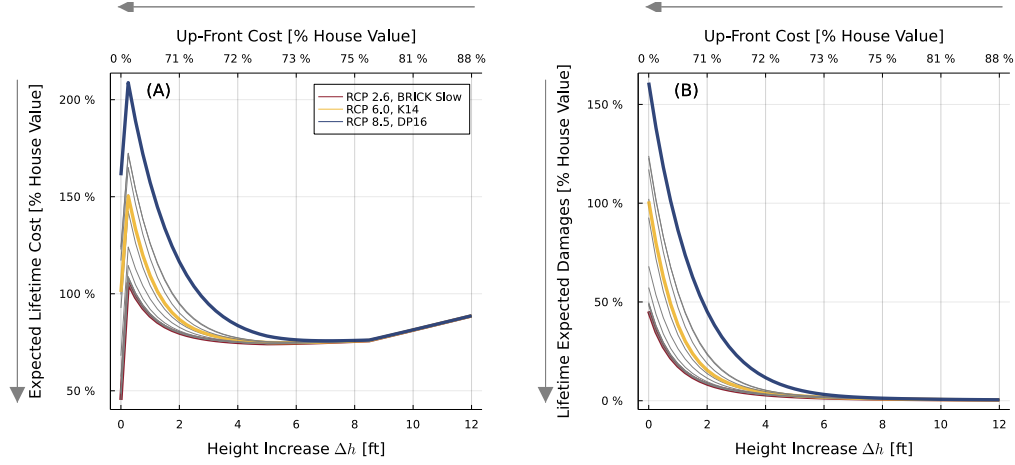 Up-Front Cost [% House Value]
0 % 71 % 72 % 73 % 75 % 81 % 88 %
(A)
RCP 2.6, BRICK Slow
RCP 6.0, K14
RCP 8.5, DP16
200 %
150 %
100 %
50 %
Expected Lifetime Cost [% House Value]
0 2 4 6 8 10 12
Height Increase Δh [ft]
Up-Front Cost [% House Value]
0 % 71 % 72 % 73 % 75 % 81 % 88 %
(B)
150 %
100 %
50 %
0 %
Lifetime Expected Damages [% House Value]
0 2 4 6 8 10 12
Height Increase Δh [ft]